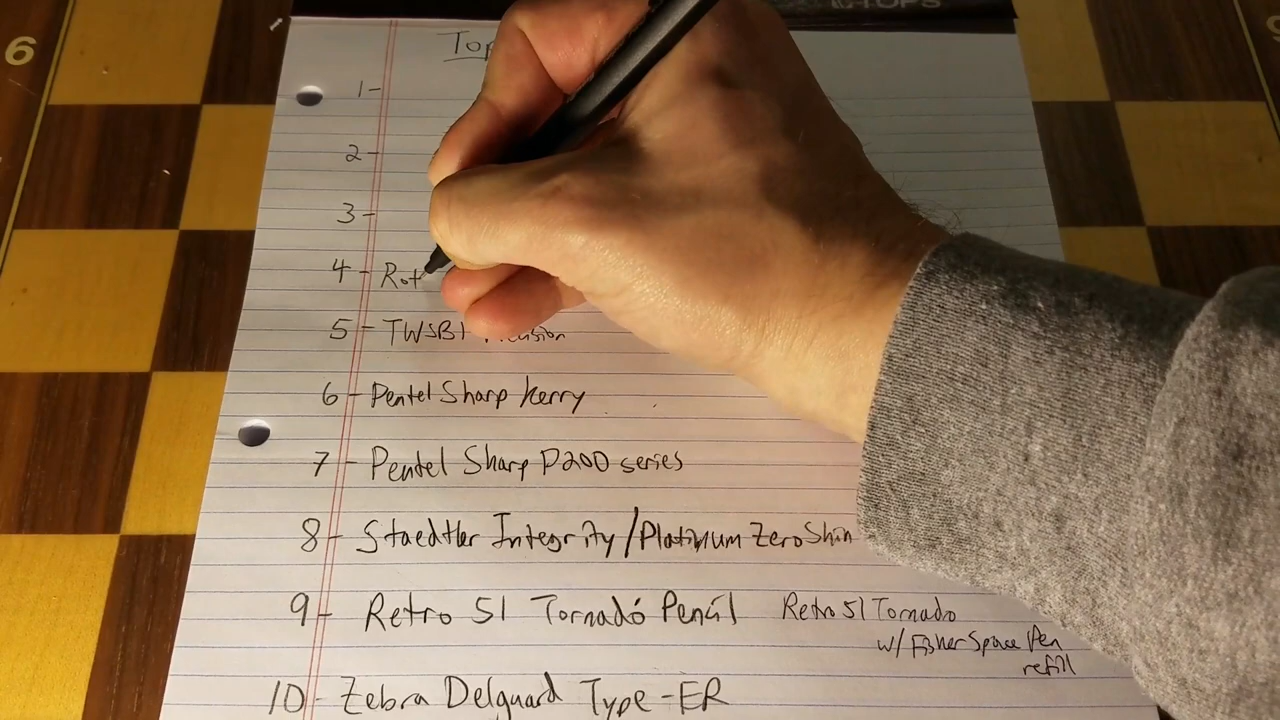 TOPS
6
Top
1-
2-
3-
4- Rot
5- TWSBI
6- Pentel Sharp Kerry
7- Pentel Sharp P200 series
8- Staedtler Integrity/Platinum Zero Shin
9- Retro 51 Tornado Pencil Retro 51 Tornado
w/ Fisher Space Pen
refill
10- Zebra Delguard Type-ER